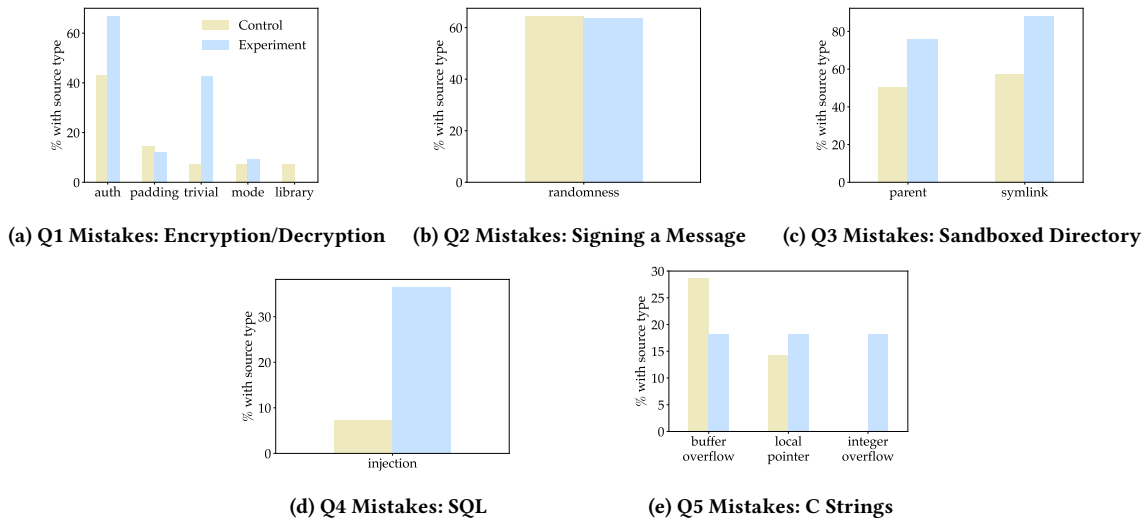 Control
Experiment
% with source type
60
40
20
0
auth padding trivial mode library
(a) Q1 Mistakes: Encryption/Decryption
% with source type
60
40
20
0
randomness
(b) Q2 Mistakes: Signing a Message
% with source type
80
60
40
20
0
parent symlink
(c) Q3 Mistakes: Sandboxed Directory
% with source type
30
20
10
0
injection
(d) Q4 Mistakes: SQL
% with source type
30
25
20
15
10
5
0
buffer overflow
local pointer
integer overflow
(e) Q5 Mistakes: C Strings